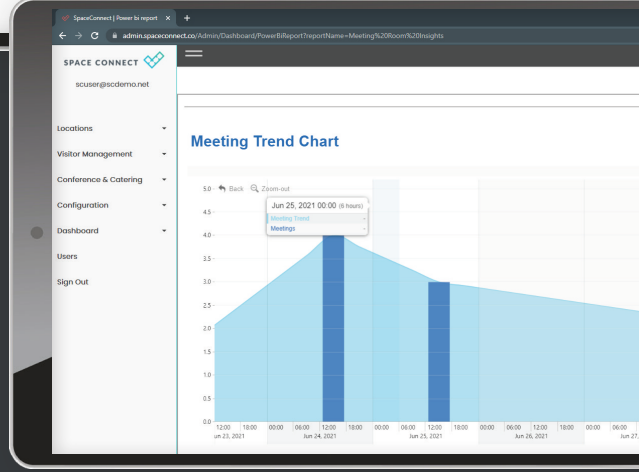 SpaceConnect | Power bi report
admin.spaceconnect.co/Admin/Dashboard/PowerBiReport?reportName=Meeting%20Room%20Insights
SPACE CONNECT
scuser@scdemo.net
Locations
Visitor Management
Conference & Catering
Configuration
Dashboard
Users
Sign Out
Meeting Trend Chart
Back Zoom-out
Jun 25, 2021 00:00 (6 hours)
Meeting Trend -
Meetings -
5.0
4.5
4.0
3.5
3.0
2.5
2.0
1.5
1.0
0.5
0.0
12:00 18:00 00:00 06:00 12:00 18:00 00:00 06:00 12:00 18:00 00:00 06:00 12:00 18:00 00:00 06:00
un 23, 2021 Jun 24, 2021 Jun 25, 2021 Jun 26, 2021 Jun 27,